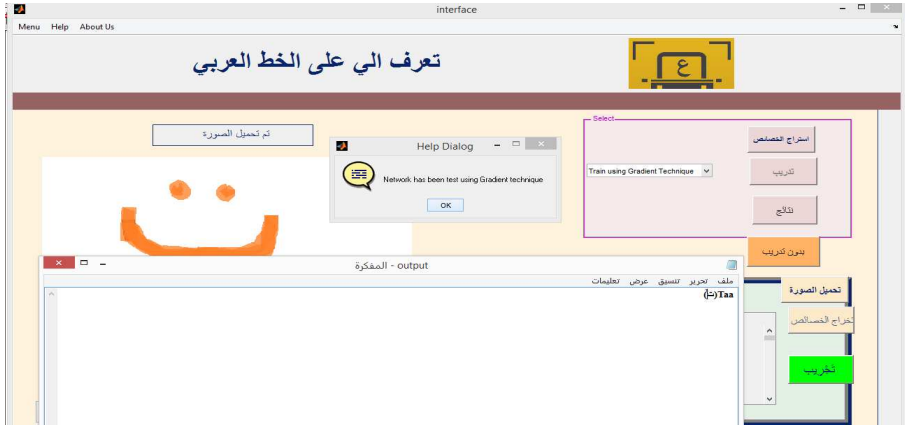 interface
Menu Help About Us
تعرف الي على الخط العربي
ع
تم تحميل الصورة
Select
استراج الخصائص
Train using Gradient Technique
تدريب
نتائج
بدون تدريب
Help Dialog
Network has been test using Gradient technique
OK
output - المفكرة
ملف تحرير تنسيق عرض تعليمات
Taa(ت)
تحميل الصورة
تخراج الخصائص
تجريب